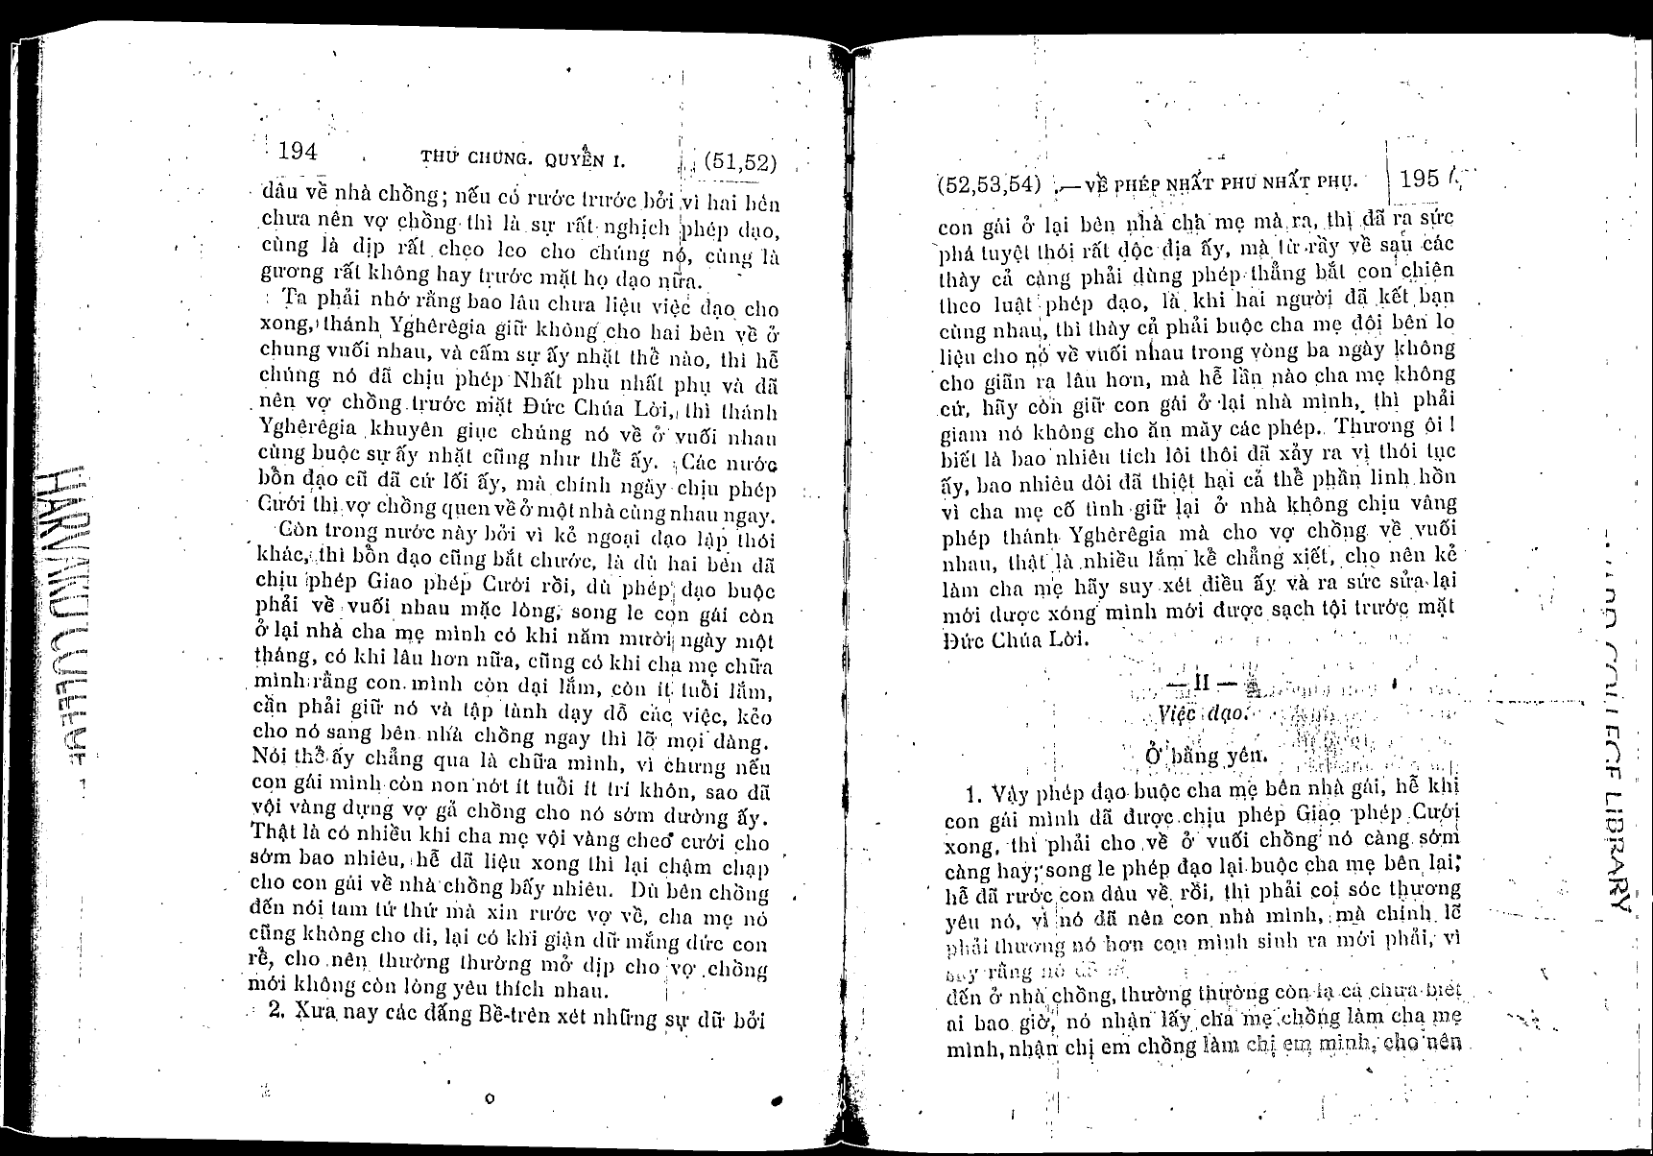 194 THƯ CHUNG. QUYỂN I. (51,52)
dâu về nhà chồng; nếu có rước trước bởi vì hai bên
chưa nên vợ chồng thì là sự rất nghịch phép đạo,
cùng là dịp rất cheo leo cho chúng nó, cùng là
gương rất không hay trước mặt họ đạo nữa.
Ta phải nhớ rằng bao lâu chưa liệu việc đạo cho
xong, thánh Yghêrêgia giữ không cho hai bên về ở
chung vuối nhau, và cấm sự ấy nhặt thể nào, thì hễ
chúng nó đã chịu phép Nhất phu nhất phụ và đã
nên vợ chồng trước mặt Đức Chúa Lời, thì thánh
Yghêrêgia khuyên giục chúng nó về ở vuối nhau
cùng buộc sự ấy nhặt cũng như thể ấy. Các nước
bổn đạo cũ đã cứ lối ấy, mà chính ngày chịu phép
Cưới thì vợ chồng quen về ở một nhà cùng nhau ngay.
Còn trong nước này bởi vì kẻ ngoại đạo lập thói
khác, thì bổn đạo cũng bắt chước, là dù hai bên đã
chịu phép Giao phép Cưới rồi, dù phép đạo buộc
phải về vuối nhau mặc lòng, song le con gái còn
ở lại nhà cha mẹ mình có khi năm mười ngày một
tháng, có khi lâu hơn nữa, cũng có khi cha mẹ chữa
mình rằng con mình còn dại lắm, còn ít tuổi lắm,
cần phải giữ nó và tập tành dạy dỗ các việc, kẻo
cho nó sang bên nhà chồng ngay thì lỡ mọi đàng.
Nói thể ấy chẳng qua là chữa mình, vì chưng nếu
con gái mình còn non nớt ít tuổi ít trí khôn, sao đã
vội vàng dựng vợ gả chồng cho nó sớm dường ấy.
Thật là có nhiều khi cha mẹ vội vàng cheo cưới cho
sớm bao nhiêu, hễ đã liệu xong thì lại chậm chạp
cho con gái về nhà chồng bấy nhiêu. Dù bên chồng
đến nói tam tứ thứ mà xin rước vợ về, cha mẹ nó
cũng không cho đi, lại có khi giận dữ mắng đức con
rể, cho nên thường thường mở dịp cho vợ chồng
mới không còn lòng yêu thích nhau.
2. Xưa nay các đấng Bề-trên xét những sự dữ bởi
(52,53,54) — VỀ PHÉP NHẤT PHU NHẤT PHỤ. 195
con gái ở lại bên nhà cha mẹ mà ra, thì đã ra sức
phá tuyệt thói rất độc địa ấy, mà từ rày về sau các
thày cả càng phải dùng phép thẳng bắt con chiên
theo luật phép đạo, là khi hai người đã kết bạn
cùng nhau, thì thày cả phải buộc cha mẹ đôi bên lo
liệu cho nó về vuối nhau trong vòng ba ngày không
cho giãn ra lâu hơn, mà hễ lần nào cha mẹ không
cứ, hãy còn giữ con gái ở lại nhà mình, thì phải
giam nó không cho ăn mày các phép. Thương ôi!
biết là bao nhiêu tích lôi thôi đã xảy ra vì thói tục
ấy, bao nhiêu đôi đã thiệt hại cả thể phần linh hồn
vì cha mẹ cố tình giữ lại ở nhà không chịu vâng
phép thánh Yghêrêgia mà cho vợ chồng về vuối
nhau, thật là nhiều lắm kể chẳng xiết, cho nên kẻ
làm cha mẹ hãy suy xét điều ấy và ra sức sửa lại
mới được xóng mình mới được sạch tội trước mặt
Đức Chúa Lời.
— II —
Việc đạo.
Ở bằng yên.
1. Vậy phép đạo buộc cha mẹ bên nhà gái, hễ khi
con gái mình đã được chịu phép Giao phép Cưới
xong, thì phải cho về ở vuối chồng nó càng sớm
càng hay; song le phép đạo lại buộc cha mẹ bên lai;
hễ đã rước con dâu về rồi, thì phải coi sóc thương
yêu nó, vì nó đã nên con nhà mình, mà chính lẽ
phải thương nó hơn con mình sinh ra mới phải, vì
rằng nó
đến ở nhà chồng, thường thường còn lạ cả chưa biết
ai bao giờ, nó nhận lấy cha mẹ chồng làm cha mẹ
mình, nhận chị em chồng làm chị em mình, cho nên
HARVARD
COLLEGE LIBRARY